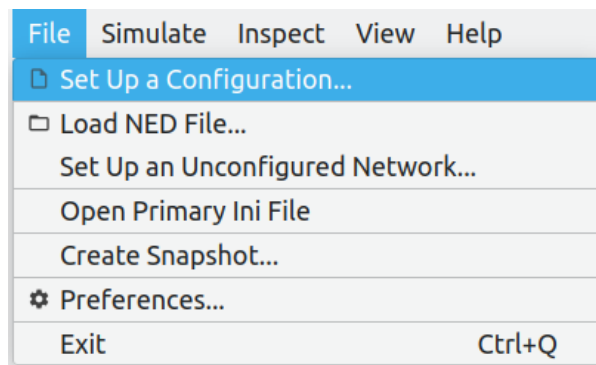 File Simulate Inspect View Help
Set Up a Configuration...
Load NED File...
Set Up an Unconfigured Network...
Open Primary Ini File
Create Snapshot...
Preferences...
Exit Ctrl+Q